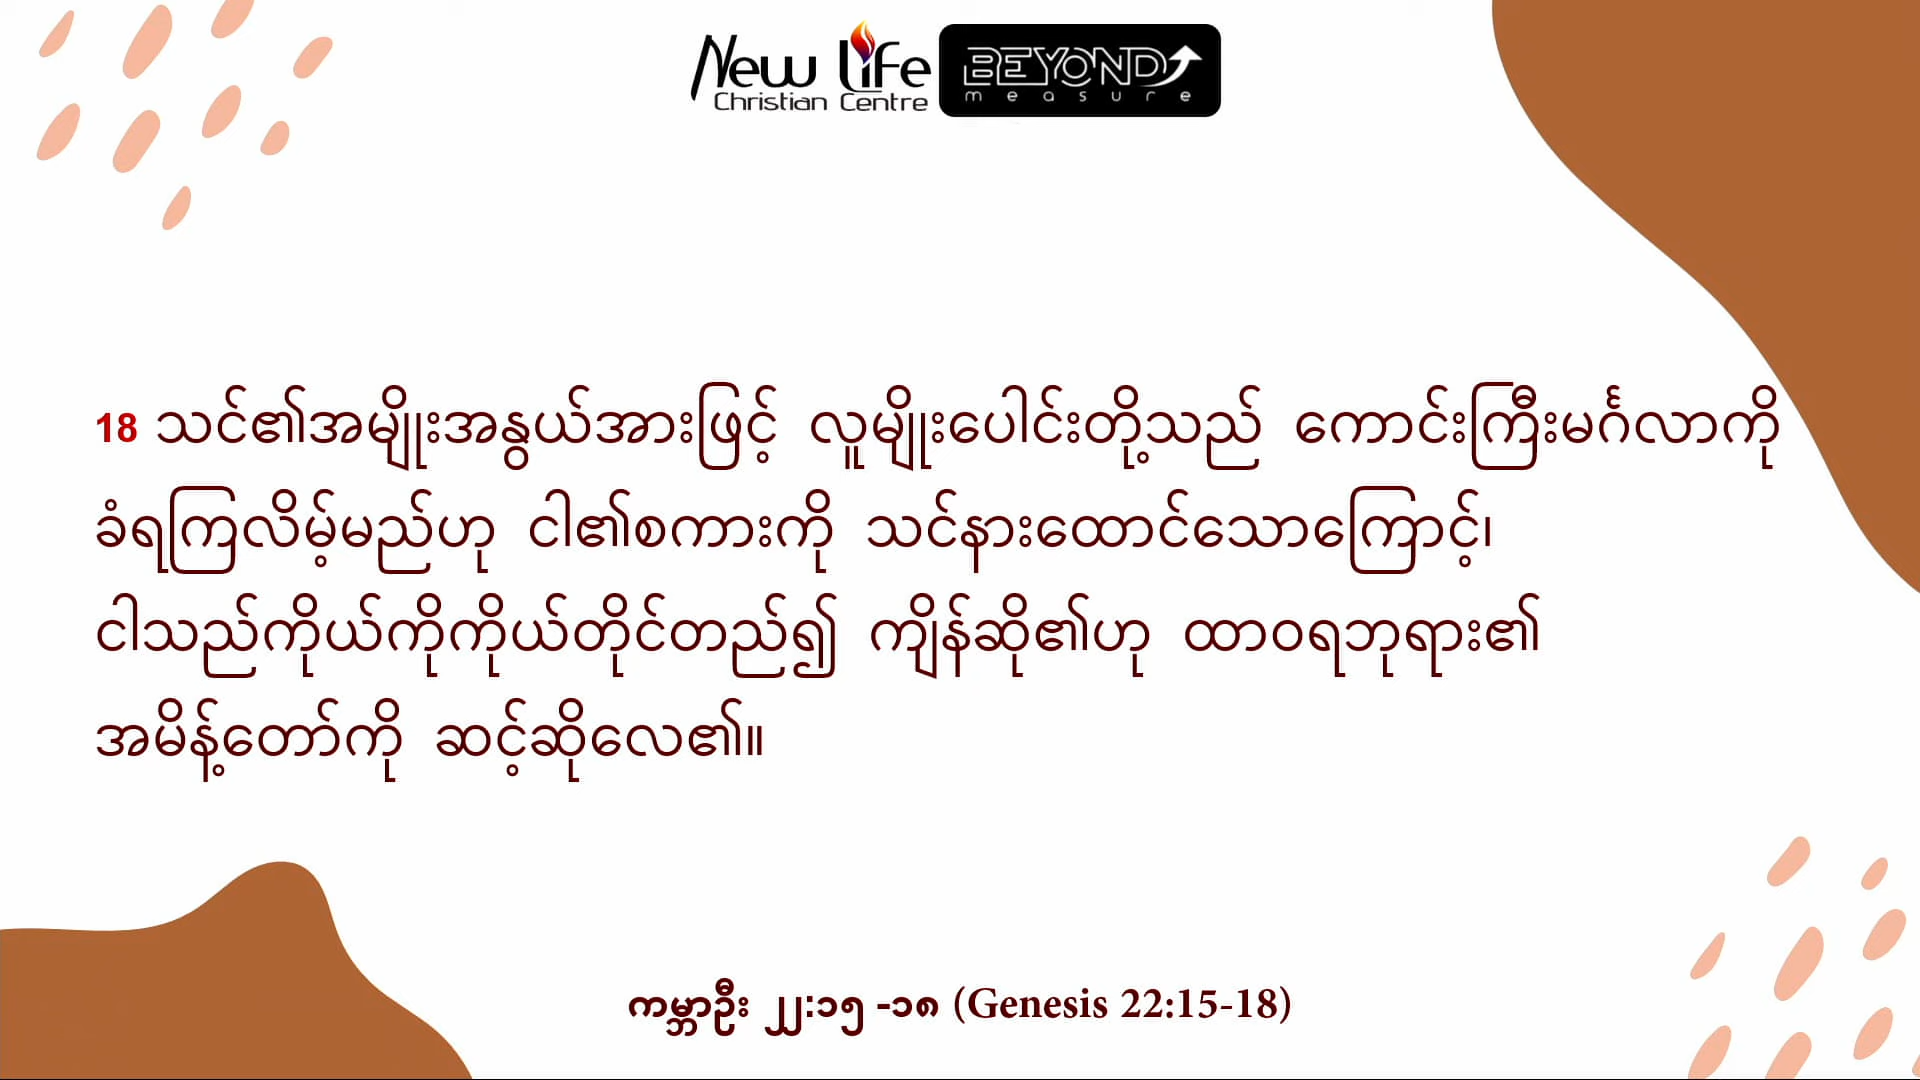 New Life
Christian Centre
BEYOND
measure
18 သင်၏အမျိုးအနွယ်အားဖြင့် လူမျိုးပေါင်းတို့သည် ကောင်းကြီးမင်္ဂလာကို
ခံရကြလိမ့်မည်ဟု ငါ၏စကားကို သင်နားထောင်သောကြောင့်၊
ငါသည်ကိုယ်ကိုကိုယ်တိုင်တည်၍ ကျိန်ဆို၏ဟု ထာဝရဘုရား၏
အမိန့်တော်ကို ဆင့်ဆိုလေ၏။
ကမ္ဘာဦး ၂၂:၁၅ -၁၈ (Genesis 22:15-18)